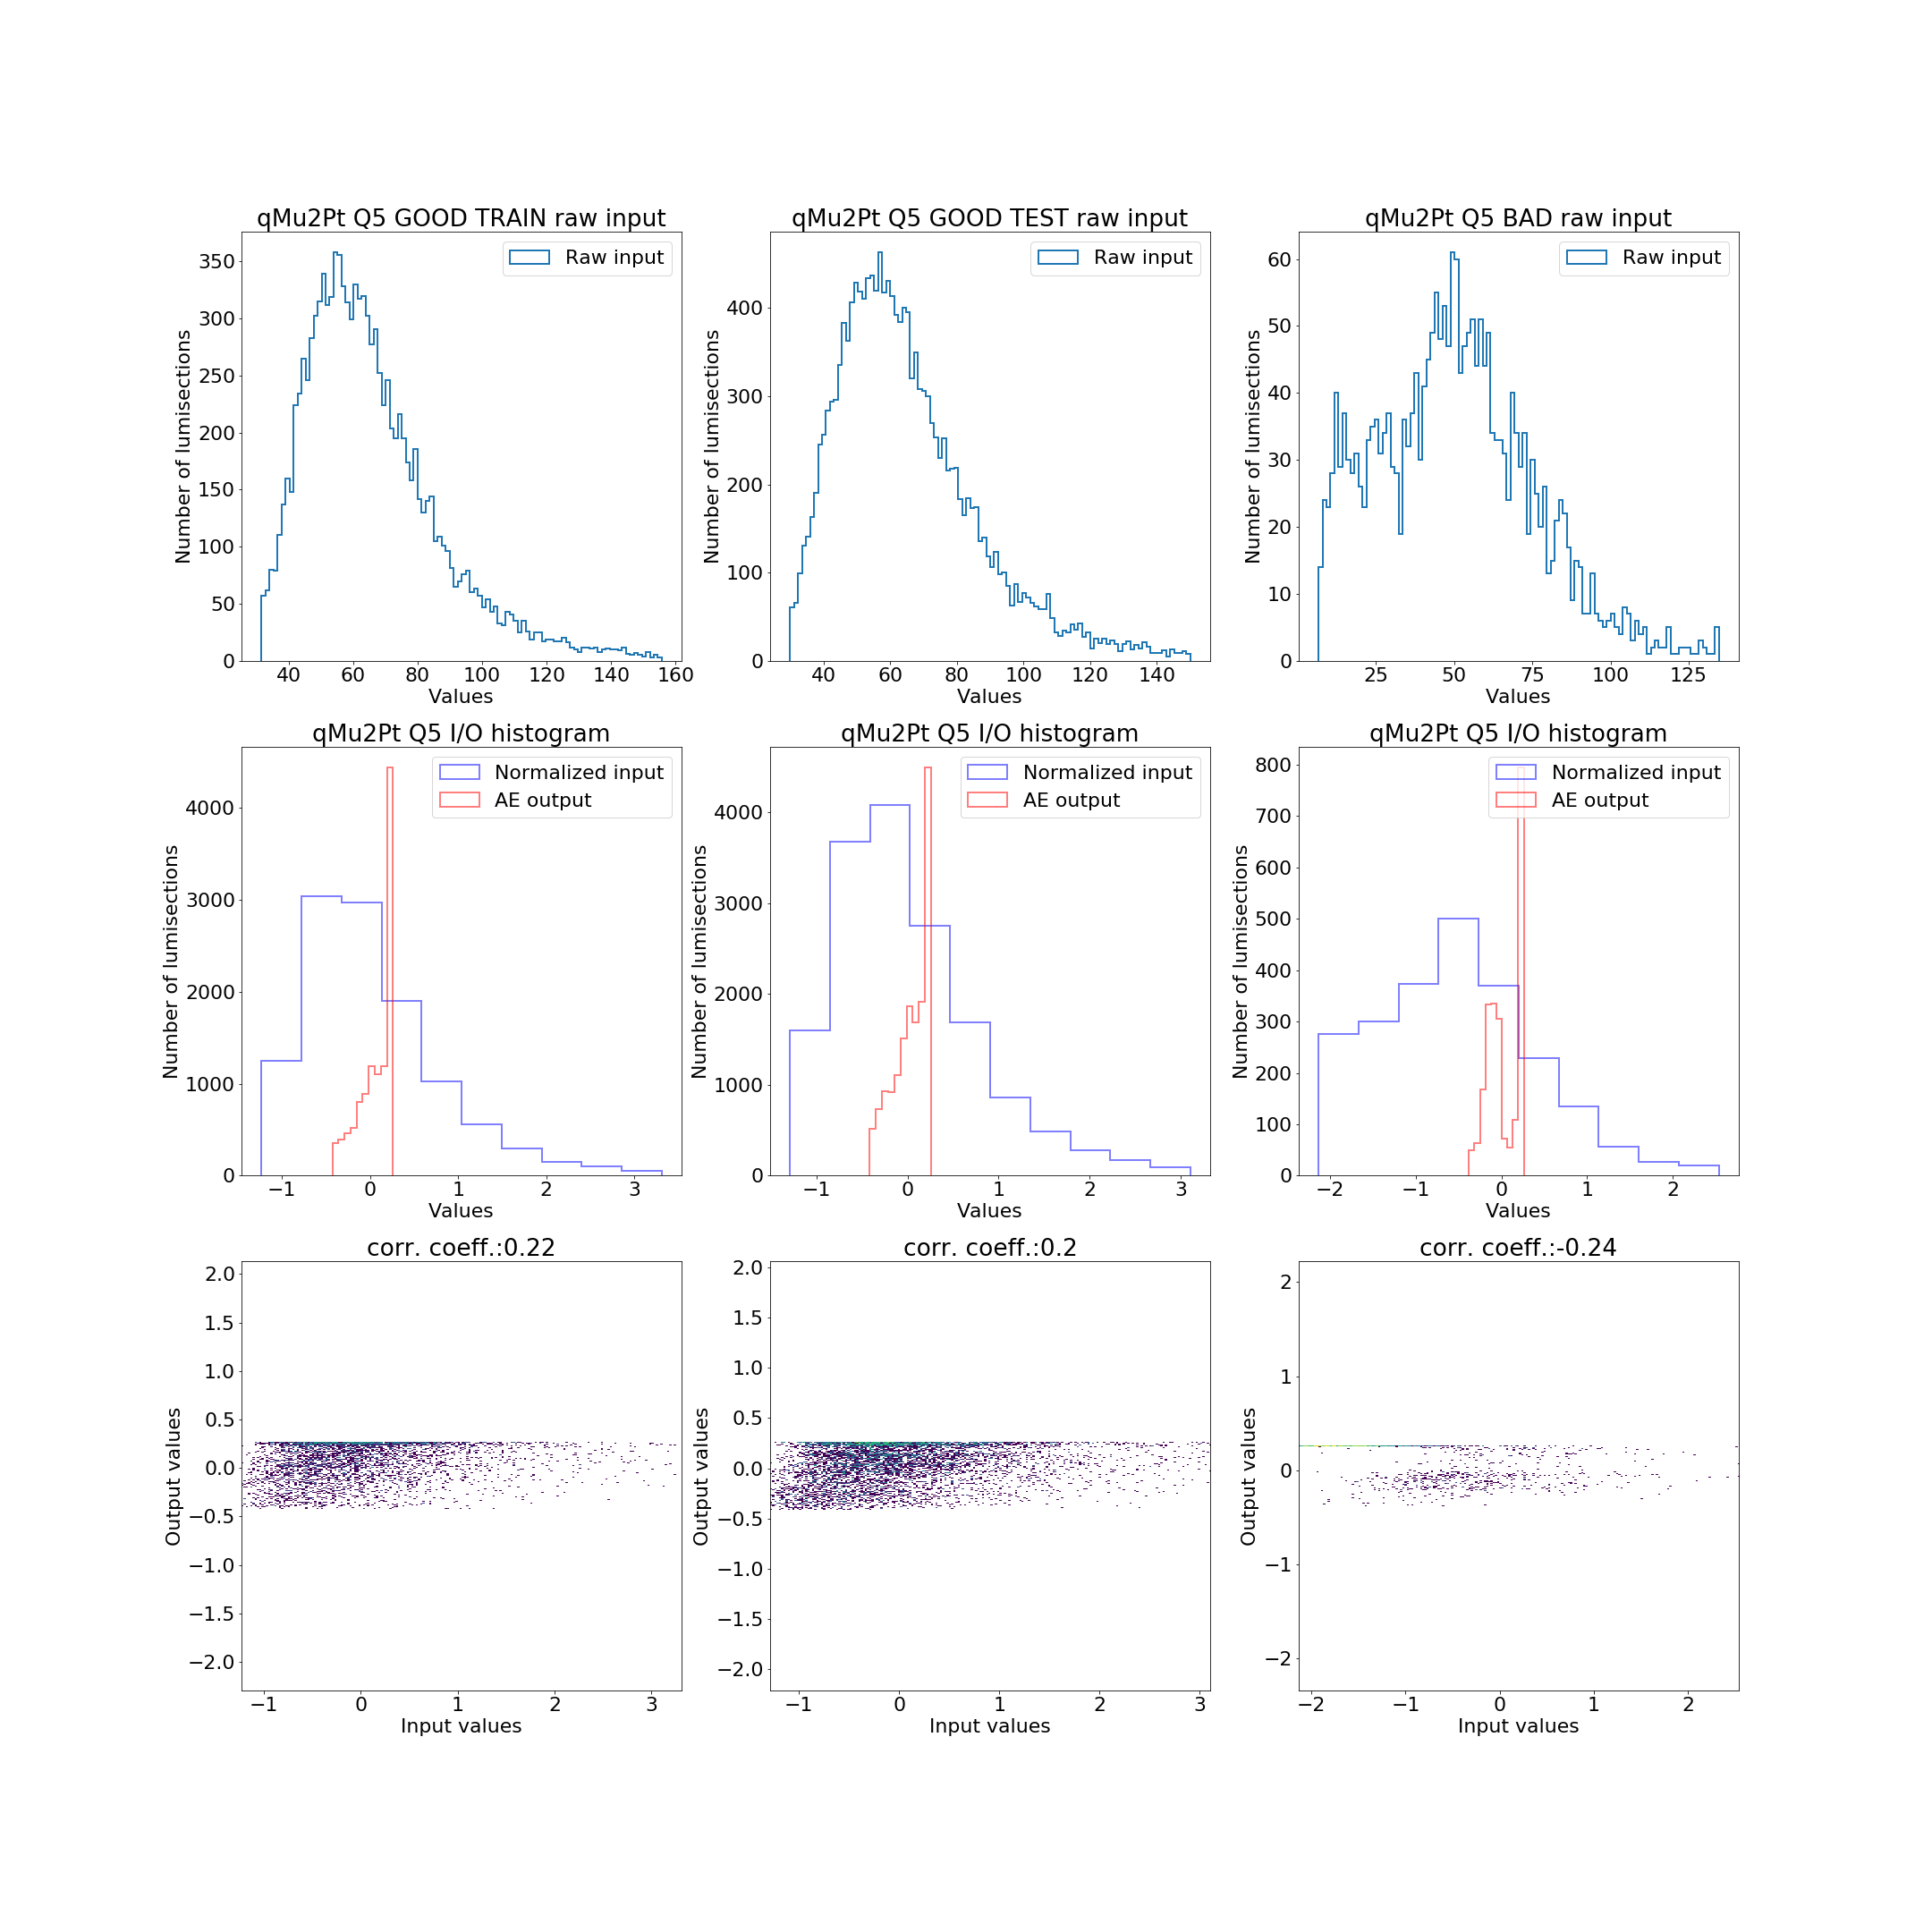 qMu2Pt Q5 GOOD TRAIN raw input
Raw input
Number of lumisections
350
300
250
200
150
100
50
0
40 60 80 100 120 140 160
Values
qMu2Pt Q5 GOOD TEST raw input
Raw input
Number of lumisections
400
300
200
100
0
40 60 80 100 120 140
Values
qMu2Pt Q5 BAD raw input
Raw input
Number of lumisections
60
50
40
30
20
10
0
25 50 75 100 125
Values
qMu2Pt Q5 I/O histogram
Normalized input
AE output
Number of lumisections
4000
3000
2000
1000
0
−1 0 1 2 3
Values
qMu2Pt Q5 I/O histogram
Normalized input
AE output
Number of lumisections
4000
3000
2000
1000
0
−1 0 1 2 3
Values
qMu2Pt Q5 I/O histogram
Normalized input
AE output
Number of lumisections
800
700
600
500
400
300
200
100
0
−2 −1 0 1 2
Values
corr. coeff.:0.22
Output values
2.0
1.5
1.0
0.5
0.0
−0.5
−1.0
−1.5
−2.0
−1 0 1 2 3
Input values
corr. coeff.:0.2
Output values
2.0
1.5
1.0
0.5
0.0
−0.5
−1.0
−1.5
−2.0
−1 0 1 2 3
Input values
corr. coeff.:-0.24
Output values
2
1
0
−1
−2
−2 −1 0 1 2
Input values